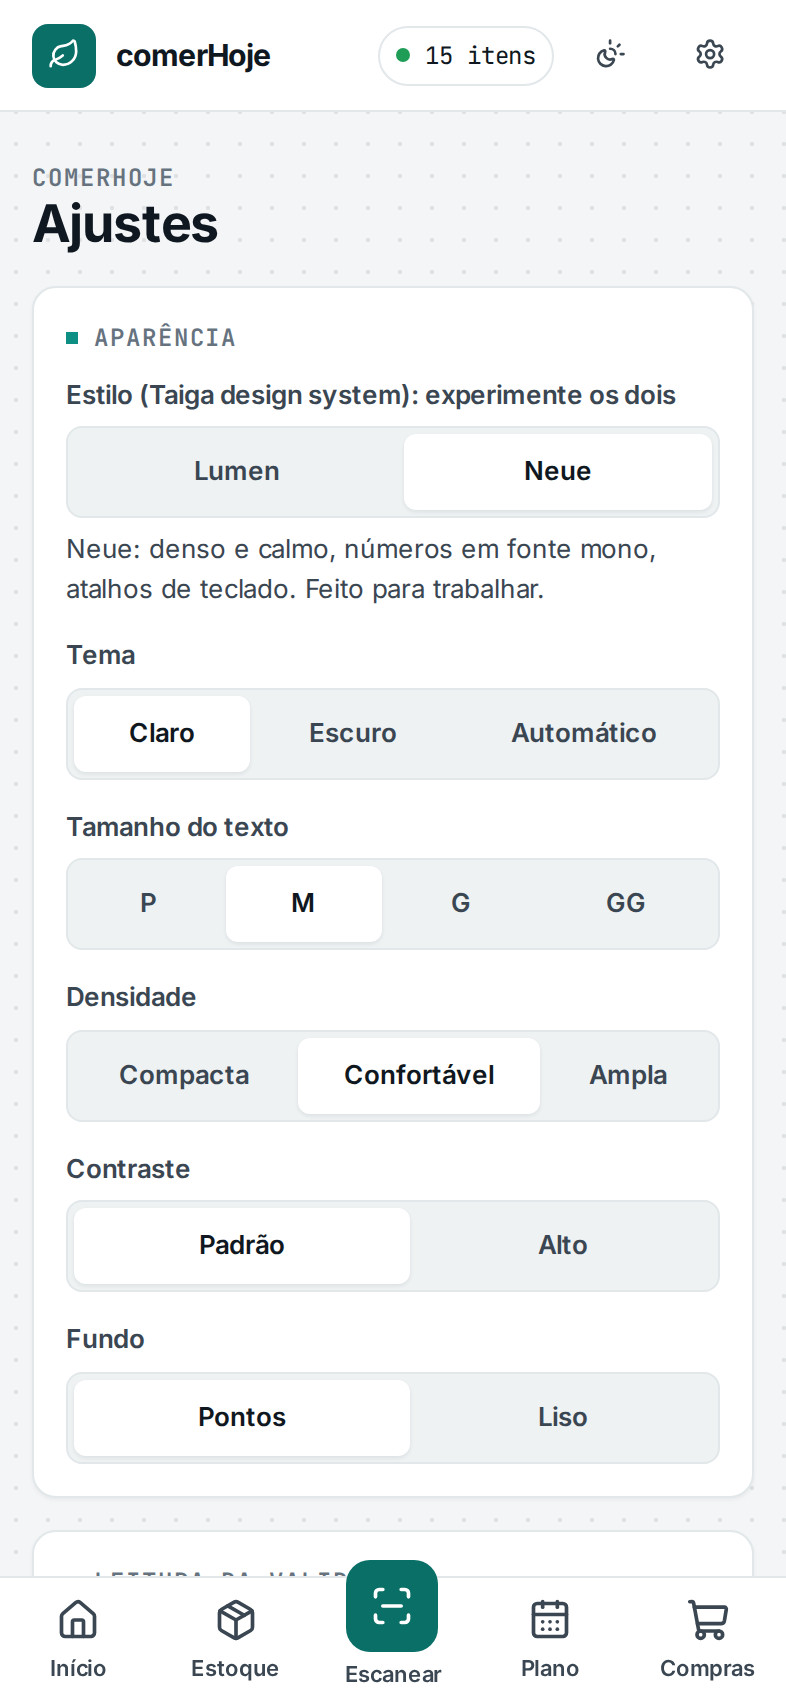 comerHoje
15 itens
COMERHOJE
Ajustes
APARÊNCIA
Estilo (Taiga design system): experimente os dois
Lumen
Neue
Neue: denso e calmo, números em fonte mono,
atalhos de teclado. Feito para trabalhar.
Tema
Claro
Escuro
Automático
Tamanho do texto
P
M
G
GG
Densidade
Compacta
Confortável
Ampla
Contraste
Padrão
Alto
Fundo
Pontos
Liso
LEITURA DA
Início
Estoque
Escanear
Plano
Compras